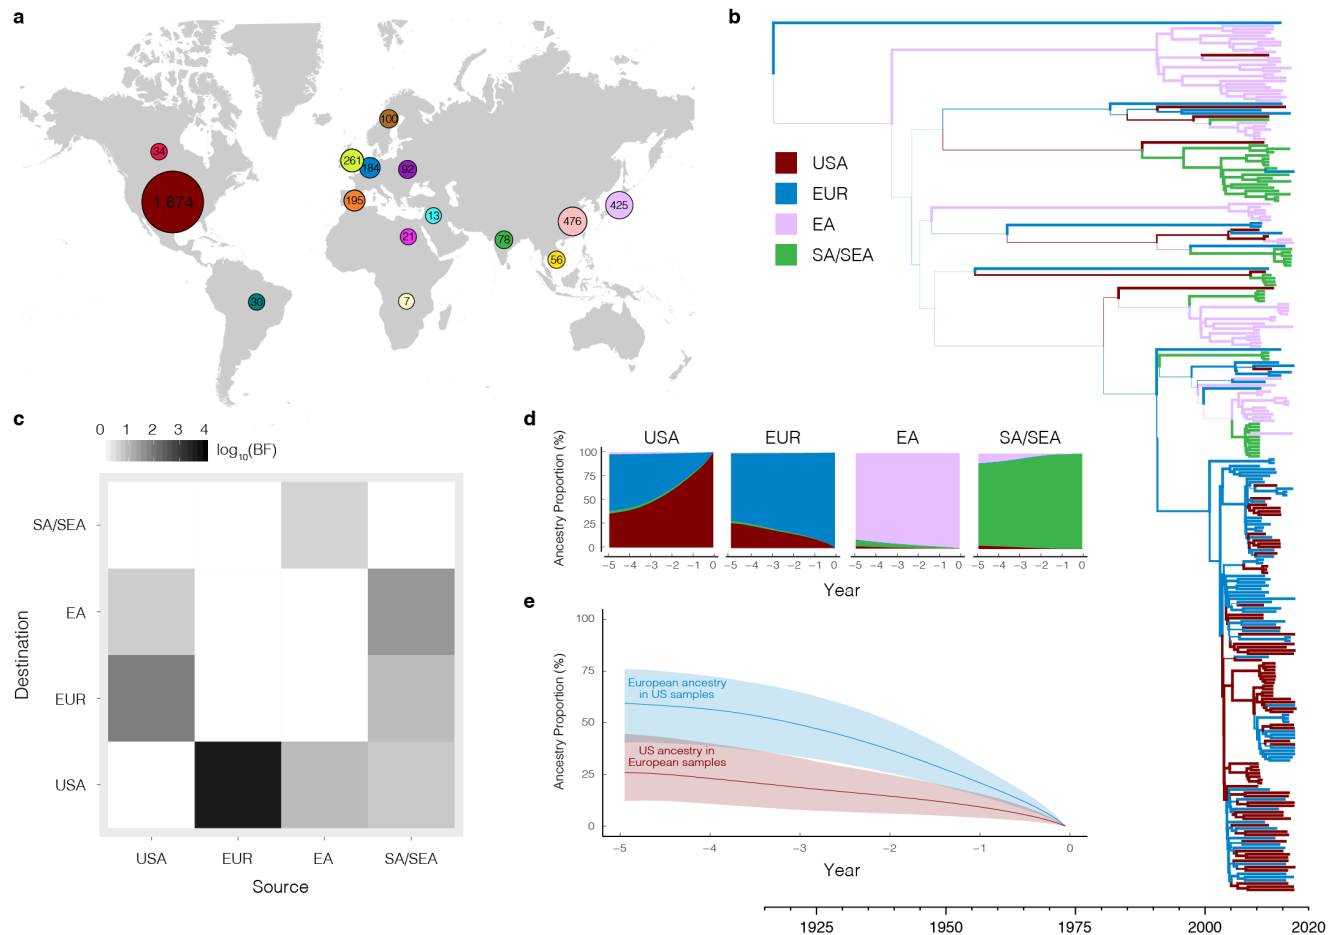 a
34
1,674
30
100
261
184
92
195
13
21
7
78
56
476
425
b
USA
EUR
EA
SA/SEA
1925
1950
1975
2000
2020
c
0 1 2 3 4
log10(BF)
SA/SEA
EA
EUR
USA
Destination
USA EUR EA SA/SEA
Source
d
USA EUR EA SA/SEA
Ancestry Proportion (%)
100
75
50
25
0
−5 −4 −3 −2 −1 0
−5 −4 −3 −2 −1 0
−5 −4 −3 −2 −1 0
−5 −4 −3 −2 −1 0
Year
e
Ancestry Proportion (%)
100
75
50
25
0
European ancestry
in US samples
US ancestry in
European samples
−5 −4 −3 −2 −1 0
Year